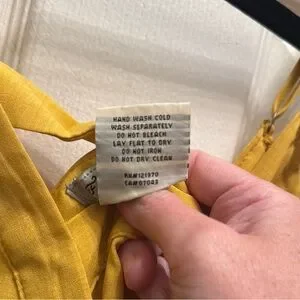 HAND WASH COLD
WASH SEPARATELY
DO NOT BLEACH
LAY FLAT TO DRY
DO NOT IRON
DO NOT DRY CLEAN
RN#121970
CA#07043